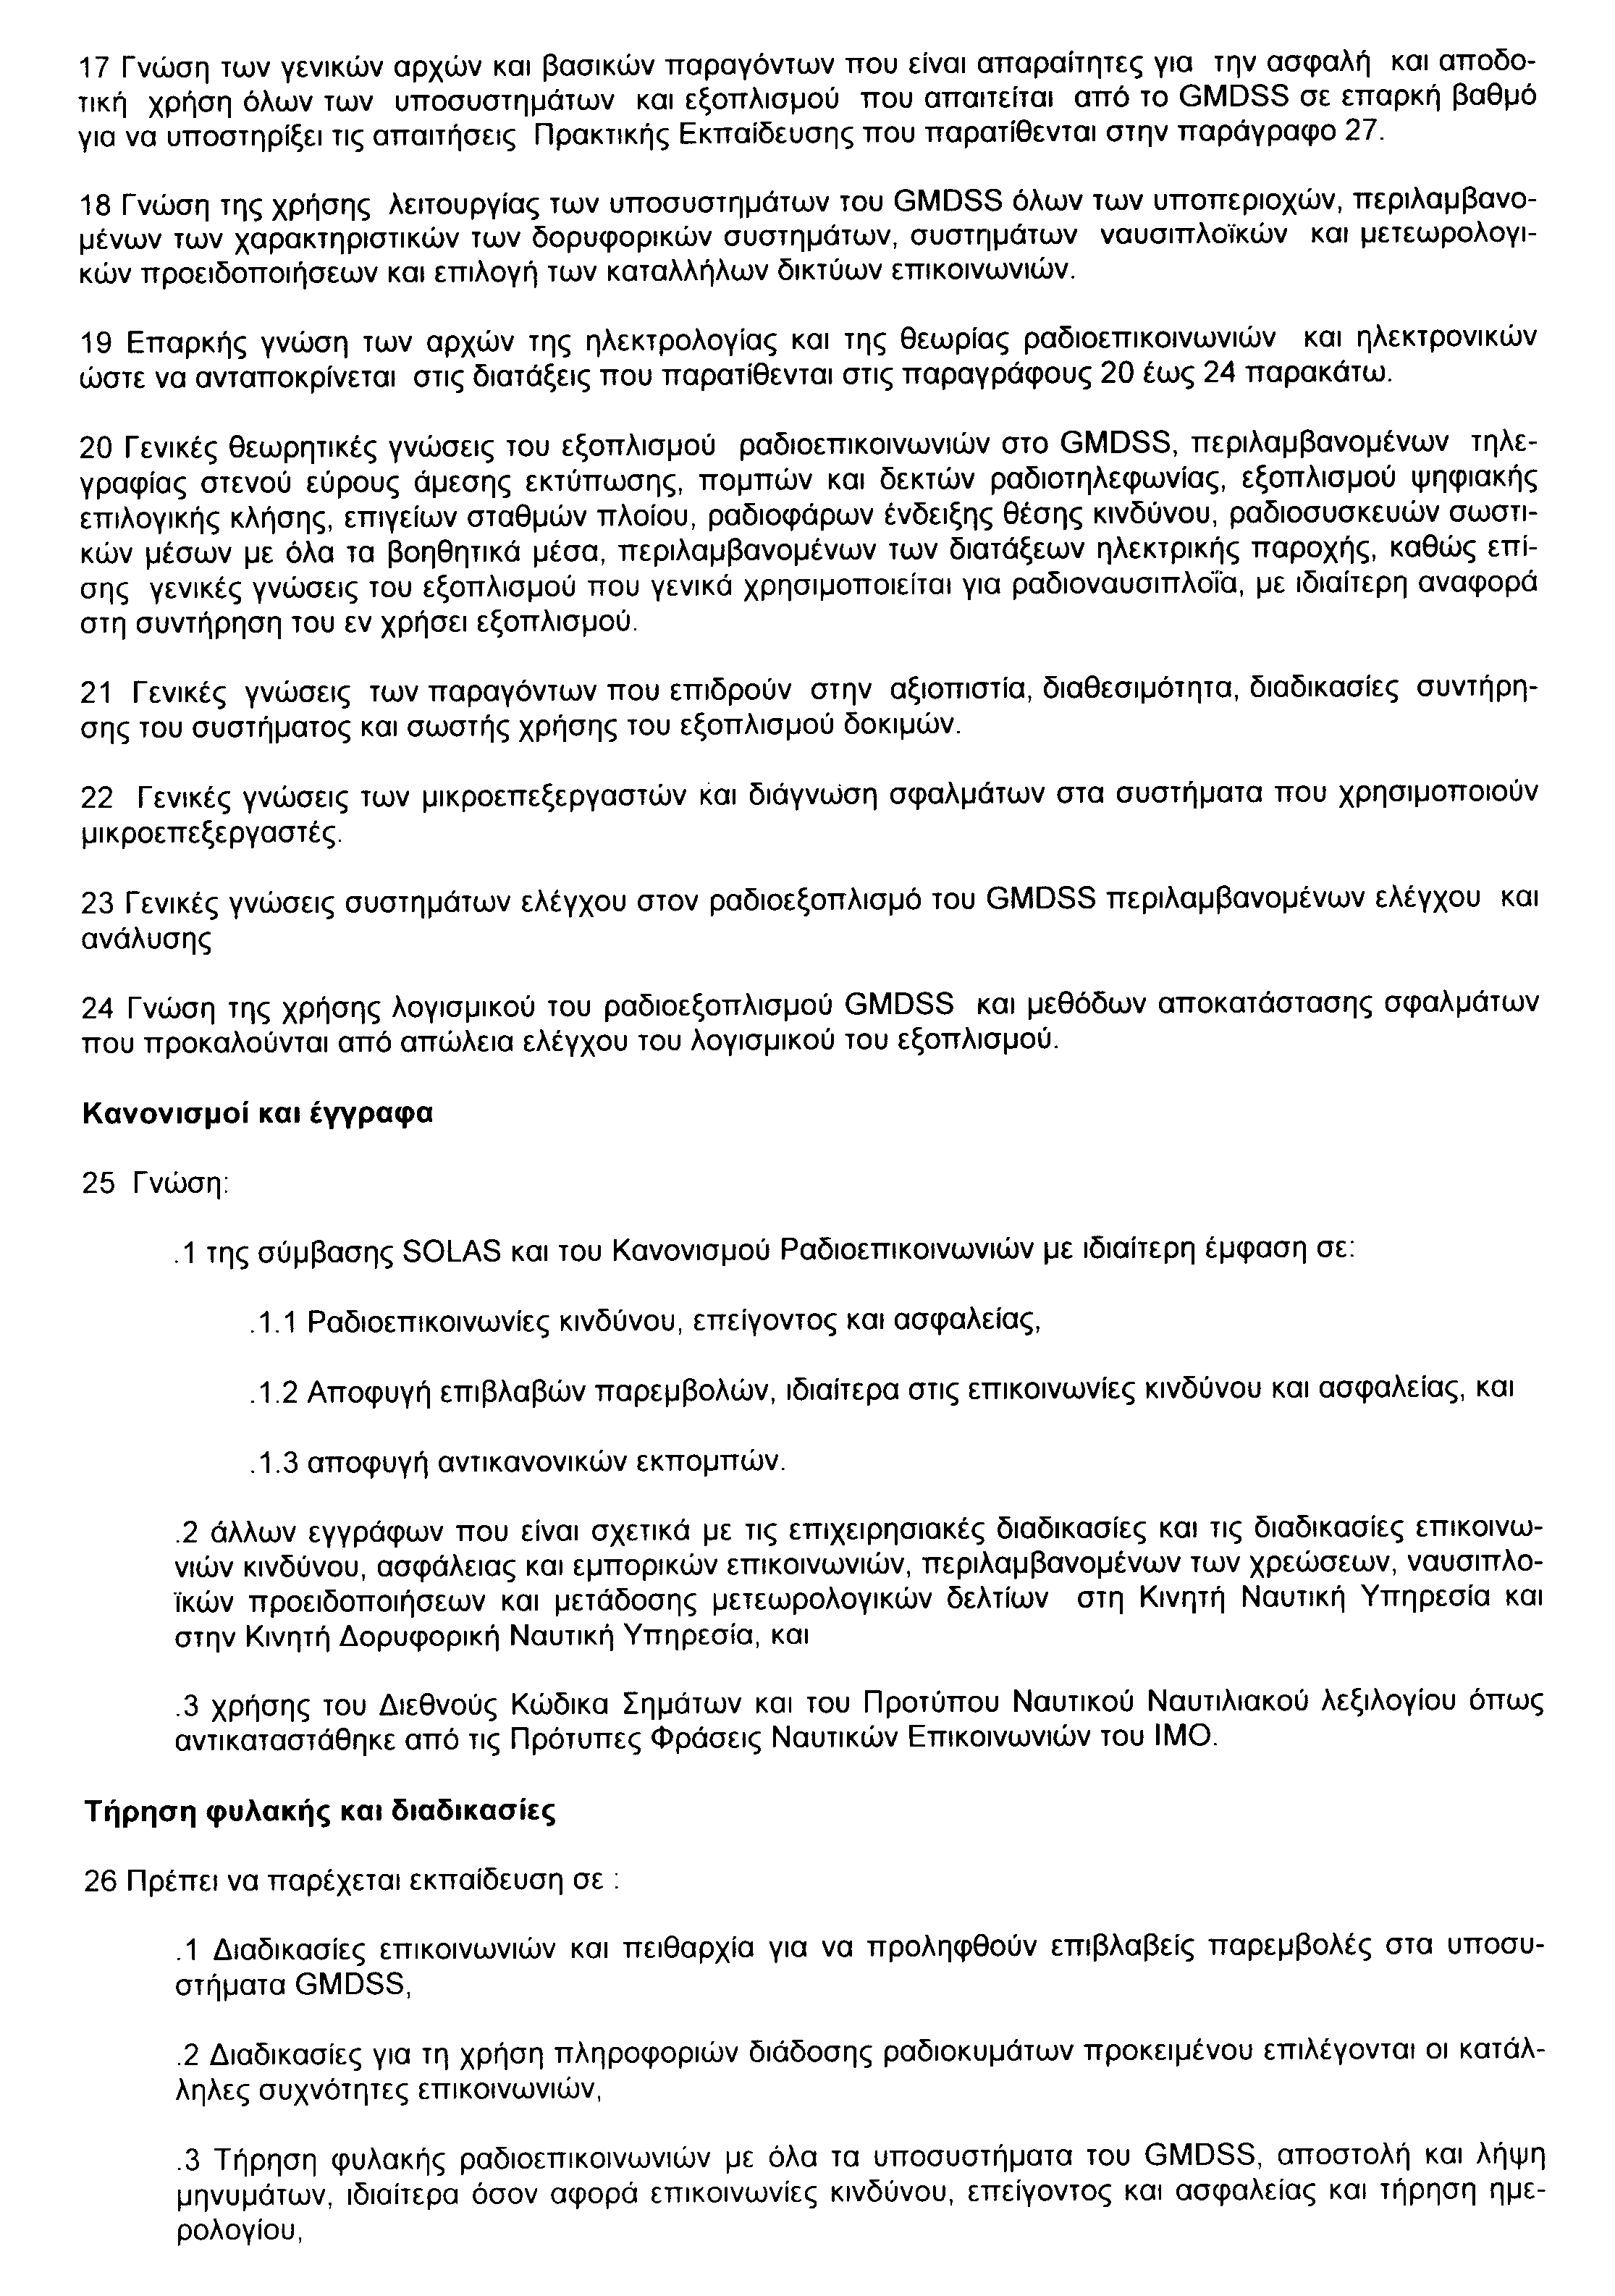 17 Γνώση των γενικών αρχών και βασικών παραγόντων που είναι απαραίτητες για την ασφαλή και αποδο-
τική χρήση όλων των υποσυστημάτων και εξοπλισμού που απαιτείται από το GMDSS σε επαρκή βαθμό
για να υποστηρίξει τις απαιτήσεις Πρακτικής Εκπαίδευσης που παρατίθενται στην παράγραφο 27.
18 Γνώση της χρήσης λειτουργίας των υποσυστημάτων του GMDSS όλων των υποπεριοχών, περιλαμβανο-
μένων των χαρακτηριστικών των δορυφορικών συστημάτων, συστημάτων ναυσιπλοϊκών και μετεωρολογι-
κών προειδοποιήσεων και επιλογή των καταλλήλων δικτύων επικοινωνιών.
19 Επαρκής γνώση των αρχών της ηλεκτρολογίας και της θεωρίας ραδιοεπικοινωνιών και ηλεκτρονικών
ώστε να ανταποκρίνεται στις διατάξεις που παρατίθενται στις παραγράφους 20 έως 24 παρακάτω.
20 Γενικές θεωρητικές γνώσεις του εξοπλισμού ραδιοεπικοινωνιών στο GMDSS, περιλαμβανομένων τηλε-
γραφίας στενού εύρους άμεσης εκτύπωσης, πομπών και δεκτών ραδιοτηλεφωνίας, εξοπλισμού ψηφιακής
επιλογικής κλήσης, επιγείων σταθμών πλοίου, ραδιοφάρων ένδειξης θέσης κινδύνου, ραδιοσυσκευών σωστι-
κών μέσων με όλα τα βοηθητικά μέσα, περιλαμβανομένων των διατάξεων ηλεκτρικής παροχής, καθώς επί-
σης γενικές γνώσεις του εξοπλισμού που γενικά χρησιμοποιείται για ραδιοναυσιπλοΐα, με ιδιαίτερη αναφορά
στη συντήρηση του εν χρήσει εξοπλισμού.
21 Γενικές γνώσεις των παραγόντων που επιδρούν στην αξιοπιστία, διαθεσιμότητα, διαδικασίες συντήρη-
σης του συστήματος και σωστής χρήσης του εξοπλισμού δοκιμών.
22 Γενικές γνώσεις των μικροεπεξεργαστών και διάγνωση σφαλμάτων στα συστήματα που χρησιμοποιούν
μικροεπεξεργαστές.
23 Γενικές γνώσεις συστημάτων ελέγχου στον ραδιοεξοπλισμό του GMDSS περιλαμβανομένων ελέγχου και
ανάλυσης
24 Γνώση της χρήσης λογισμικού του ραδιοεξοπλισμού GMDSS και μεθόδων αποκατάστασης σφαλμάτων
που προκαλούνται από απώλεια ελέγχου του λογισμικού του εξοπλισμού.
Κανονισμοί και έγγραφα
25 Γνώση:
.1 της σύμβασης SOLAS και του Κανονισμού Ραδιοεπικοινωνιών με ιδιαίτερη έμφαση σε:
.1.1 Ραδιοεπικοινωνίες κινδύνου, επείγοντος και ασφαλείας,
.1.2 Αποφυγή επιβλαβών παρεμβολών, ιδιαίτερα στις επικοινωνίες κινδύνου και ασφαλείας, και
.1.3 αποφυγή αντικανονικών εκπομπών.
.2 άλλων εγγράφων που είναι σχετικά με τις επιχειρησιακές διαδικασίες και τις διαδικασίες επικοινω-
νιών κινδύνου, ασφάλειας και εμπορικών επικοινωνιών, περιλαμβανομένων των χρεώσεων, ναυσιπλο-
ϊκών προειδοποιήσεων και μετάδοσης μετεωρολογικών δελτίων στη Κινητή Ναυτική Υπηρεσία και
στην Κινητή Δορυφορική Ναυτική Υπηρεσία, και
.3 χρήσης του Διεθνούς Κώδικα Σημάτων και του Προτύπου Ναυτικού Ναυτιλιακού λεξιλογίου όπως
αντικαταστάθηκε από τις Πρότυπες Φράσεις Ναυτικών Επικοινωνιών του ΙΜΟ.
Τήρηση φυλακής και διαδικασίες
26 Πρέπει να παρέχεται εκπαίδευση σε :
.1 Διαδικασίες επικοινωνιών και πειθαρχία για να προληφθούν επιβλαβείς παρεμβολές στα υποσυ-
στήματα GMDSS,
.2 Διαδικασίες για τη χρήση πληροφοριών διάδοσης ραδιοκυμάτων προκειμένου επιλέγονται οι κατάλ-
ληλες συχνότητες επικοινωνιών,
.3 Τήρηση φυλακής ραδιοεπικοινωνιών με όλα τα υποσυστήματα του GMDSS, αποστολή και λήψη
μηνυμάτων, ιδιαίτερα όσον αφορά επικοινωνίες κινδύνου, επείγοντος και ασφαλείας και τήρηση ημε-
ρολογίου,